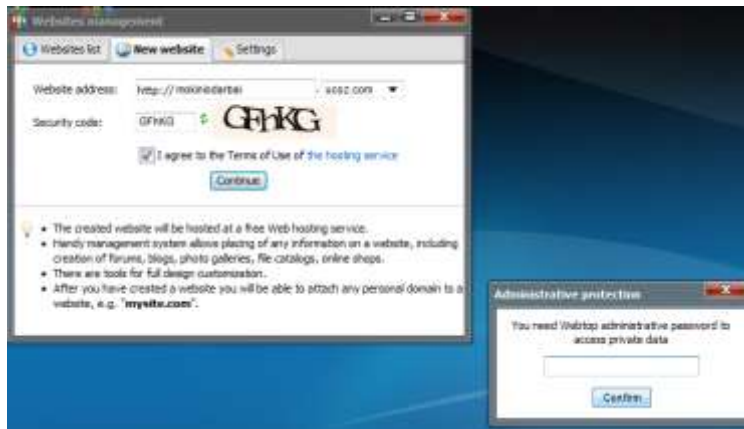 Websites management
Websites list New website Settings
Website address: http:// mokiniodarbai . ucoz.com
Security code: GFhKG GFhKG
I agree to the Terms of Use of the hosting service
Continue
The created website will be hosted at a free Web hosting service.
Handy management system allows placing of any information on a website, including
creation of forums, blogs, photo galleries, file catalogs, online shops.
There are tools for full design customization.
After you have created a website you will be able to attach any personal domain to a
website, e.g. "mysite.com".
Administrative protection
You need Webtop administrative password to
access private data
Confirm